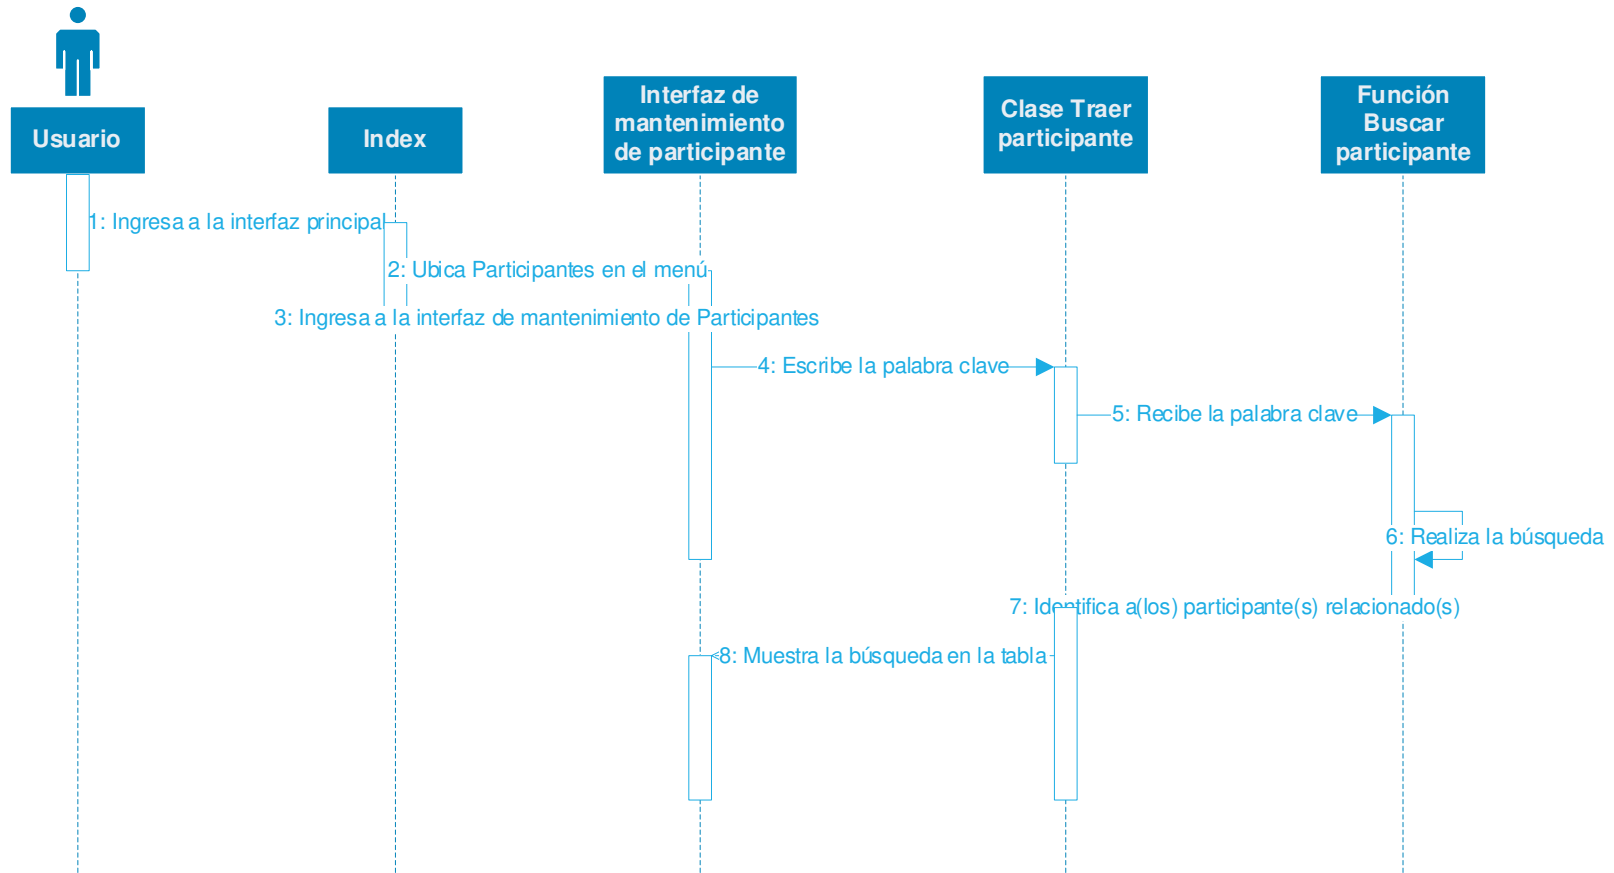 Usuario
Index
Interfaz de
mantenimiento
de participante
Clase Traer
participante
Función
Buscar
participante
1: Ingresa a la interfaz principal
2: Ubica Participantes en el menú
3: Ingresa a la interfaz de mantenimiento de Participantes
4: Escribe la palabra clave
5: Recibe la palabra clave
6: Realiza la búsqueda
7: Identifica a(los) participante(s) relacionado(s)
8: Muestra la búsqueda en la tabla